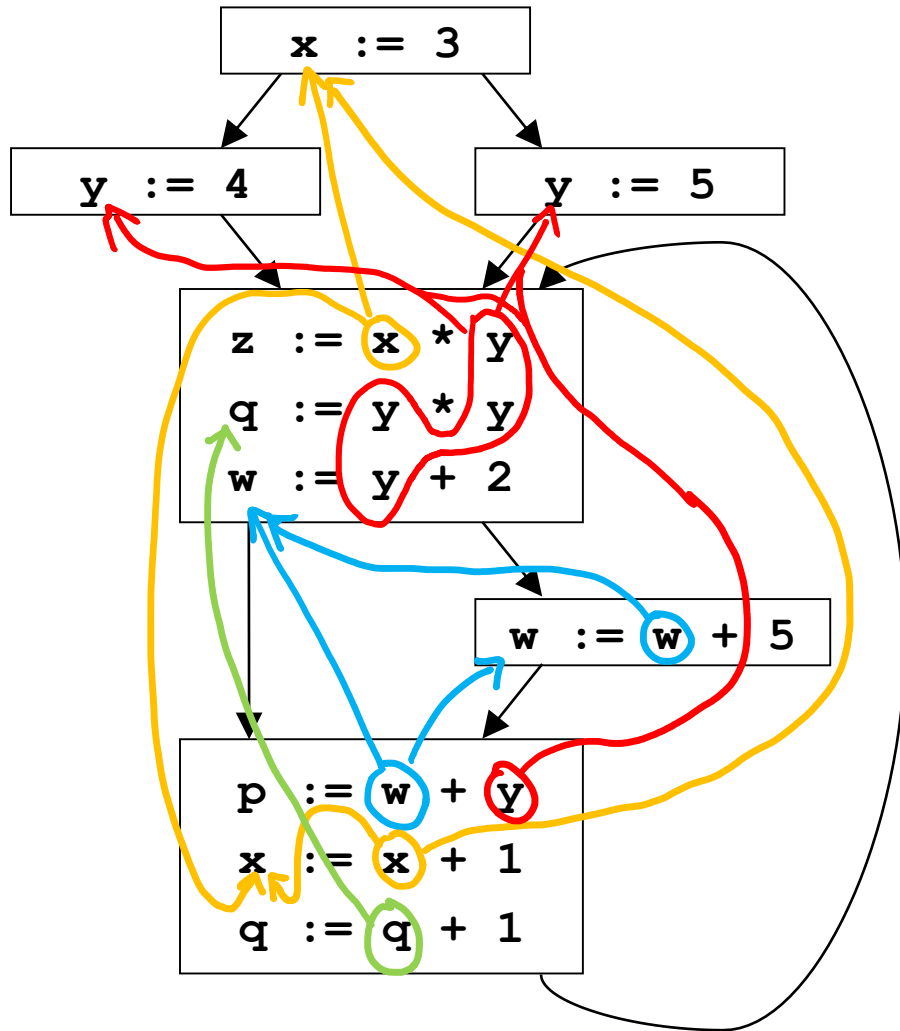 x := 3
y := 4
y := 5
z := x * y
q := y * y
w := y + 2
w := w + 5
p := w + y
x := x + 1
q := q + 1